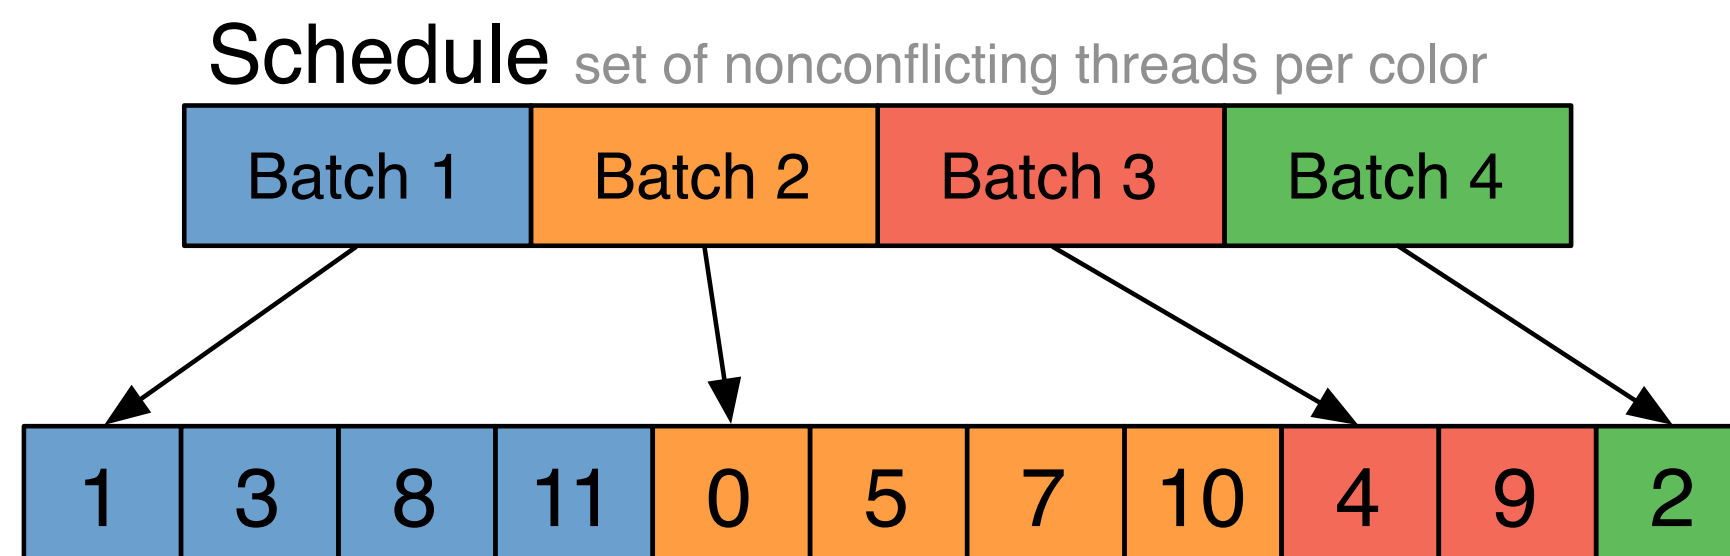 Schedule set of nonconflicting threads per color
Batch 1 Batch 2 Batch 3 Batch 4
1 3 8 11 0 5 7 10 4 9 2